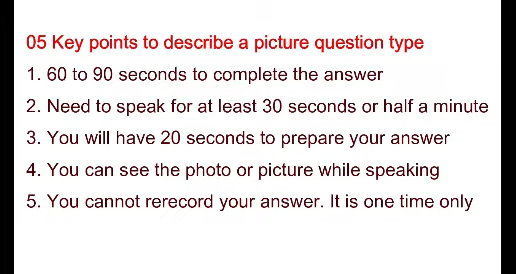 05 Key points to describe a picture question type
1. 60 to 90 seconds to complete the answer
2. Need to speak for at least 30 seconds or half a minute
3. You will have 20 seconds to prepare your answer
4. You can see the photo or picture while speaking
5. You cannot rerecord your answer. It is one time only